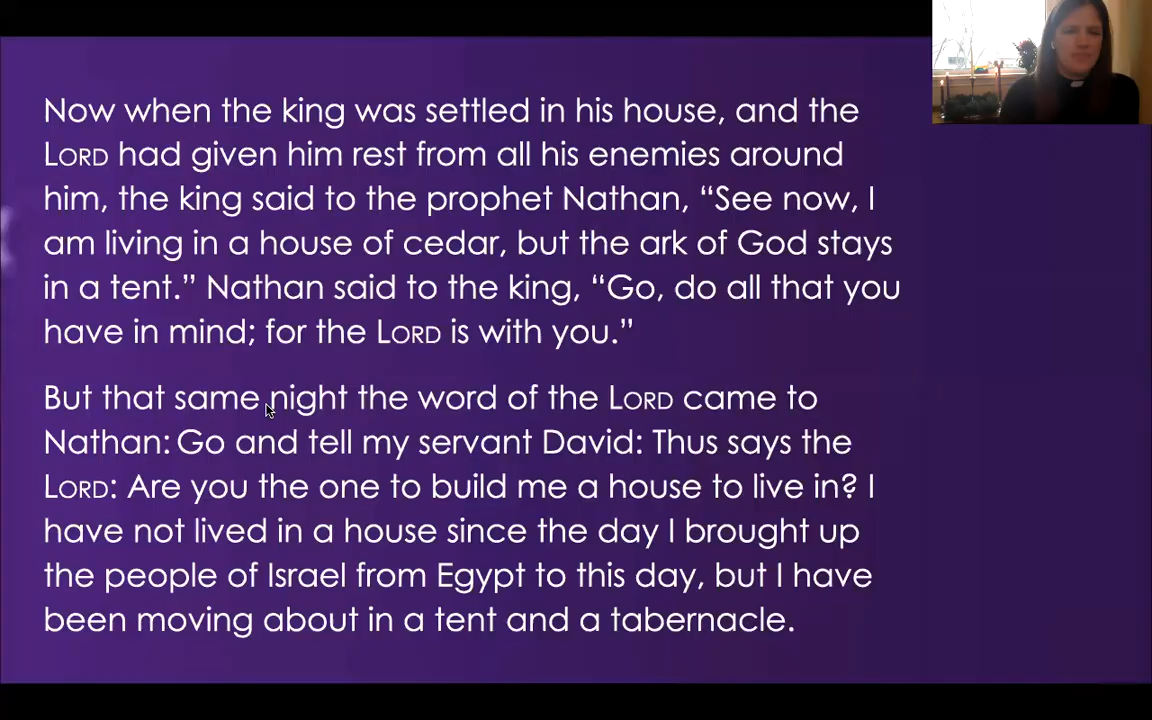 Now when the king was settled in his house, and the
LORD had given him rest from all his enemies around
him, the king said to the prophet Nathan, “See now, I
am living in a house of cedar, but the ark of God stays
in a tent.” Nathan said to the king, “Go, do all that you
have in mind; for the LORD is with you.”
But that same night the word of the LORD came to
Nathan: Go and tell my servant David: Thus says the
LORD: Are you the one to build me a house to live in? I
have not lived in a house since the day I brought up
the people of Israel from Egypt to this day, but I have
been moving about in a tent and a tabernacle.